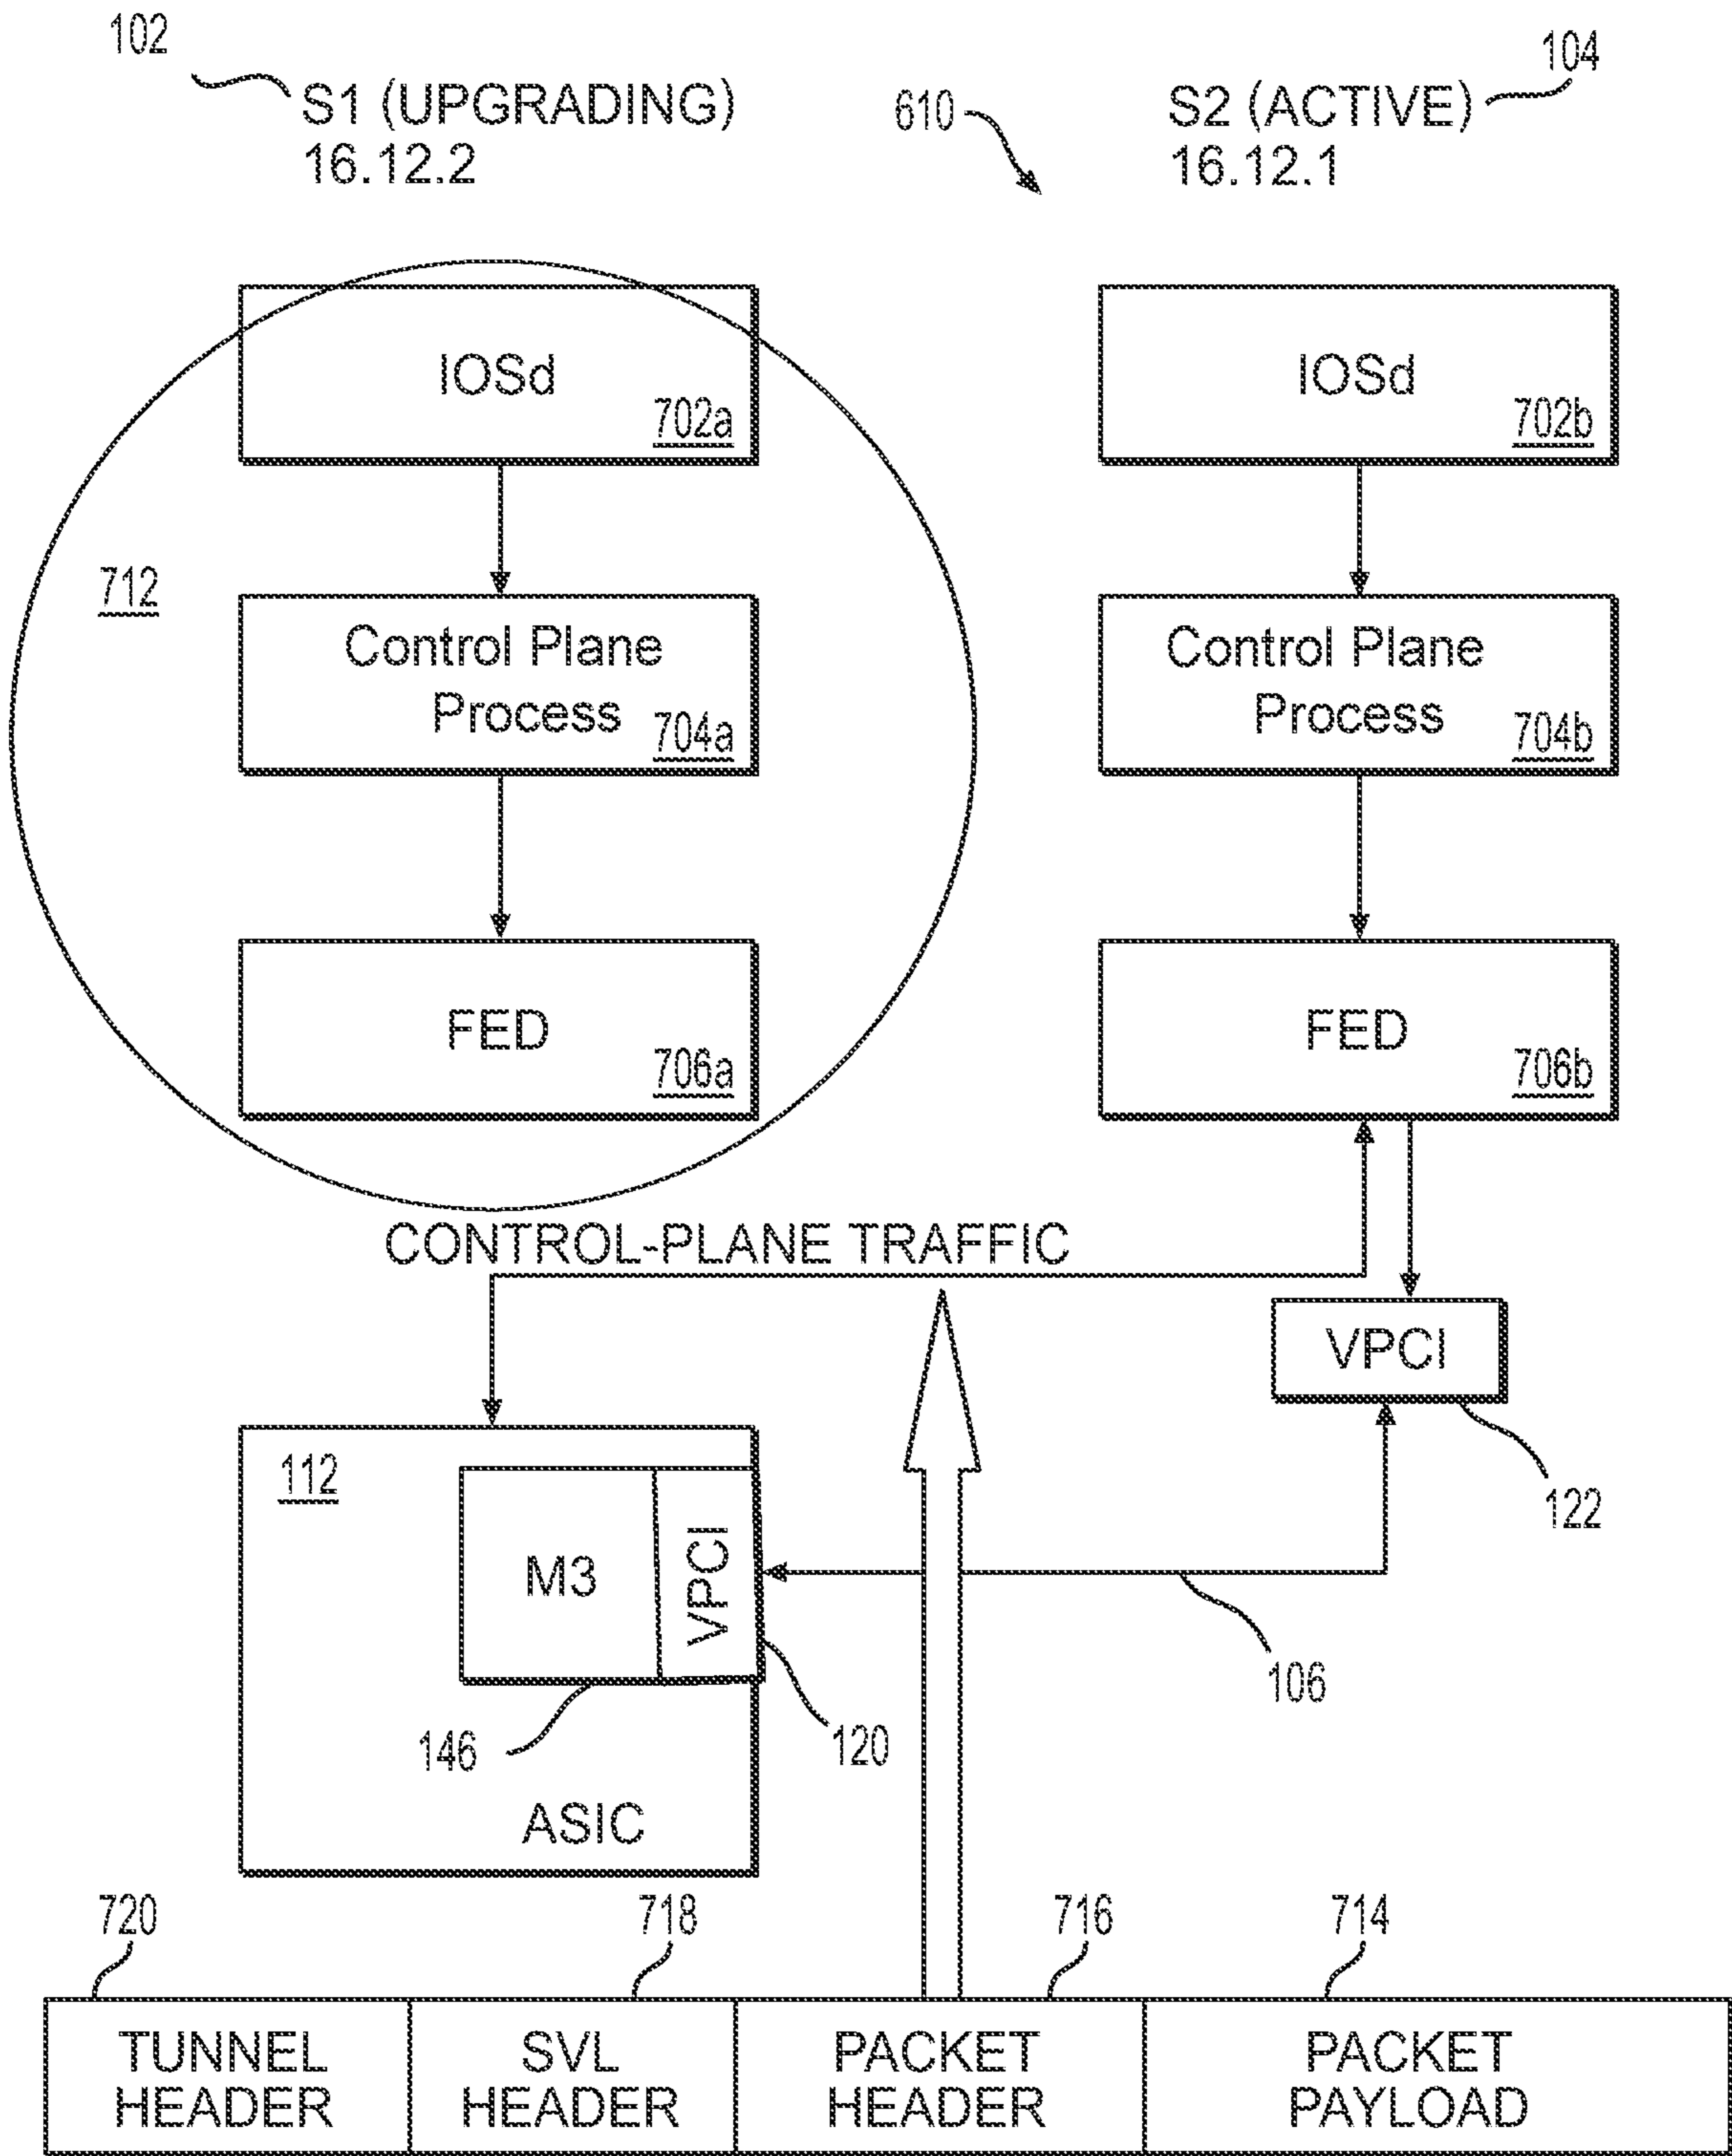 102
S1 (UPGRADING)
16.12.2
610
104
S2 (ACTIVE)
16.12.1
IOSd
702a
IOSd
702b
712
Control Plane
Process
704a
Control Plane
Process
704b
FED
706a
FED
706b
CONTROL-PLANE TRAFFIC
VPCI
122
112
M3
VPCI
106
146
120
ASIC
720
718
716
714
TUNNEL
HEADER
SVL
HEADER
PACKET
HEADER
PACKET
PAYLOAD